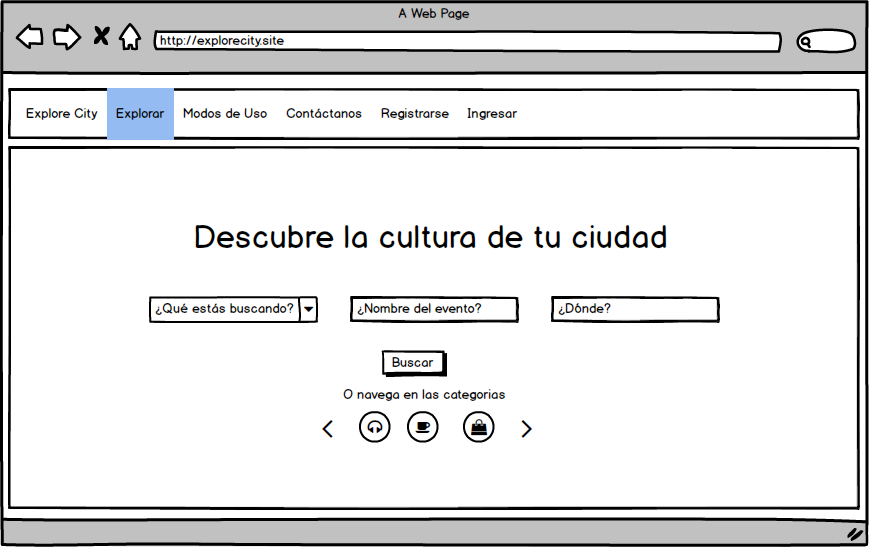 A Web Page
http://explorecity.site
Explore City Explorar Modos de Uso Contáctanos Registrarse Ingresar
Descubre la cultura de tu ciudad
¿Qué estás buscando? ¿Nombre del evento? ¿Dónde?
Buscar
O navega en las categorias